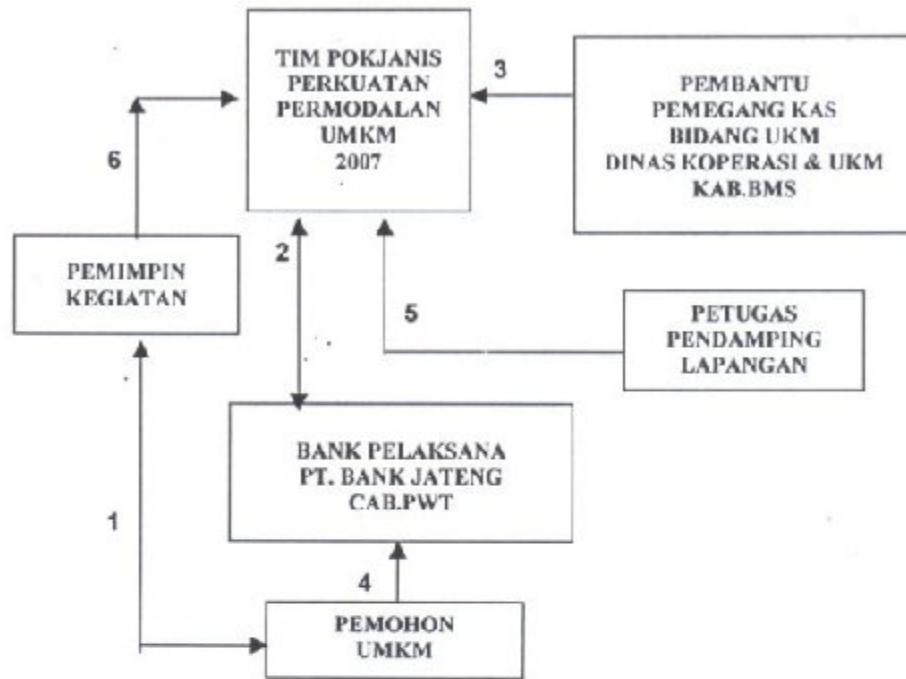 TIM POKJANIS
PERKUATAN
PERMODALAN
UMKM
2007
3
PEMBANTU
PEMEGANG KAS
BIDANG UKM
DINAS KOPERASI & UKM
KAB.BMS
6
2
PEMIMPIN
KEGIATAN
5
PETUGAS
PENDAMPING
LAPANGAN
BANK PELAKSANA
PT. BANK JATENG
CAB.PWT
1
4
PEMOHON
UMKM